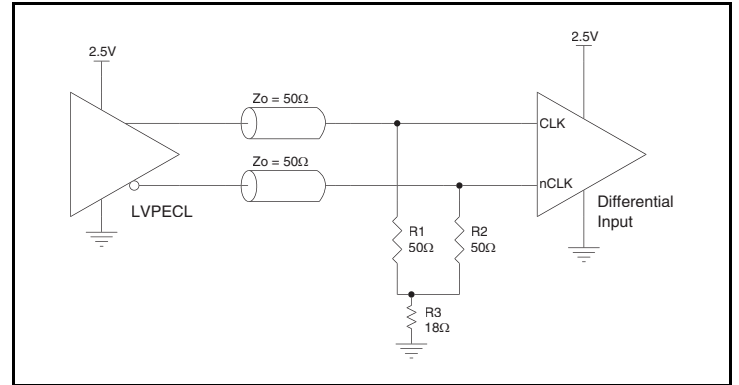 2.5V
2.5V
Zo = 50Ω
CLK
Zo = 50Ω
nCLK
LVPECL
Differential
Input
R1
50Ω
R2
50Ω
R3
18Ω